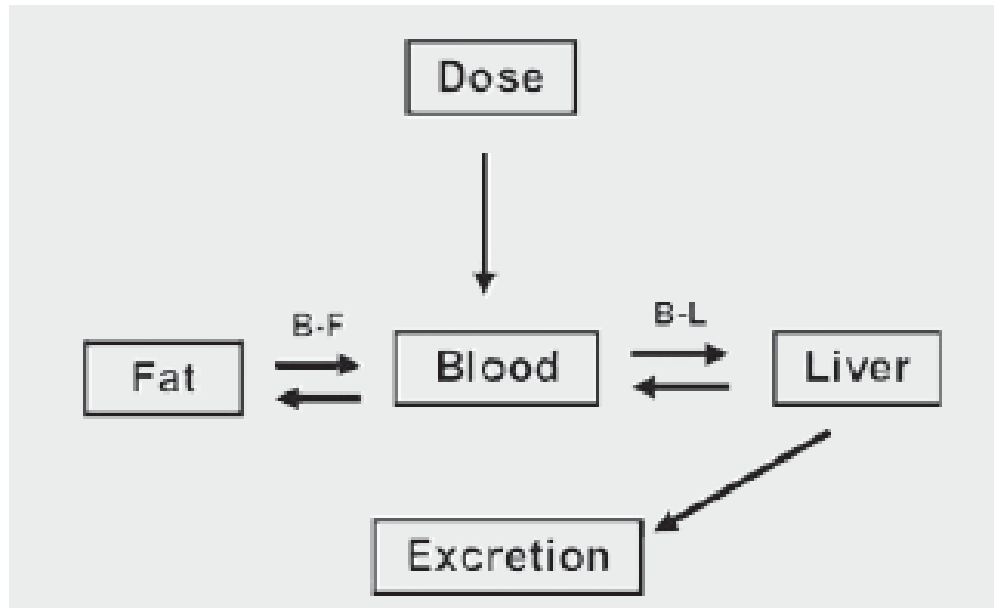 Dose
B-F
B-L
Fat
Blood
Liver
Excretion